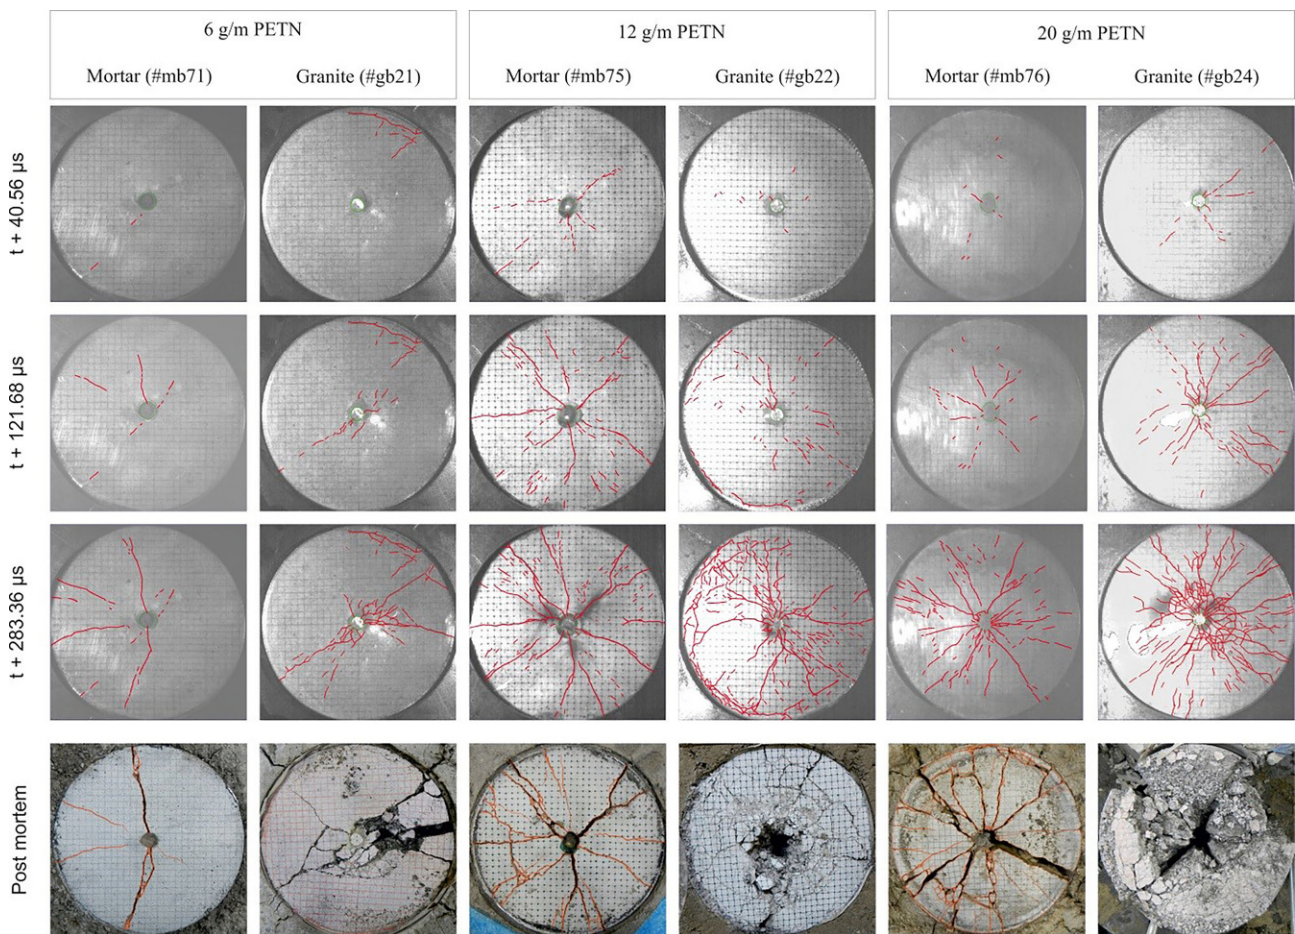 6 g/m PETN
12 g/m PETN
20 g/m PETN
Mortar (#mb71)
Granite (#gb21)
Mortar (#mb75)
Granite (#gb22)
Mortar (#mb76)
Granite (#gb24)
t + 40.56 µs
t + 121.68 µs
t + 283.36 µs
Post mortem